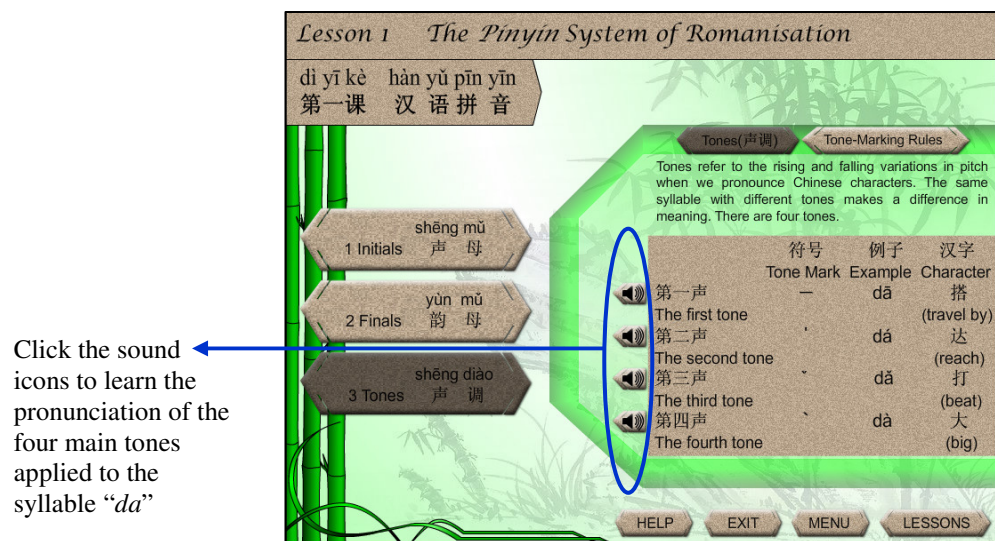 Lesson 1 The Pinyin System of Romanisation
dì yī kè hàn yǔ pīn yīn
第一课 汉 语 拼 音
Tones(声调) Tone-Marking Rules
Tones refer to the rising and falling variations in pitch
when we pronounce Chinese characters. The same
syllable with different tones makes a difference in
meaning. There are four tones.
shēng mǔ
1 Initials 声 母
yùn mǔ
2 Finals 韵 母
shēng diào
3 Tones 声 调
符号 例子 汉字
Tone Mark Example Character
第一声 ˉ dā 搭
The first tone (travel by)
第二声 ˊ dá 达
The second tone (reach)
第三声 ˇ dǎ 打
The third tone (beat)
第四声 ˋ dà 大
The fourth tone (big)
Click the sound
icons to learn the
pronunciation of the
four main tones
applied to the
syllable “da”
HELP EXIT MENU LESSONS